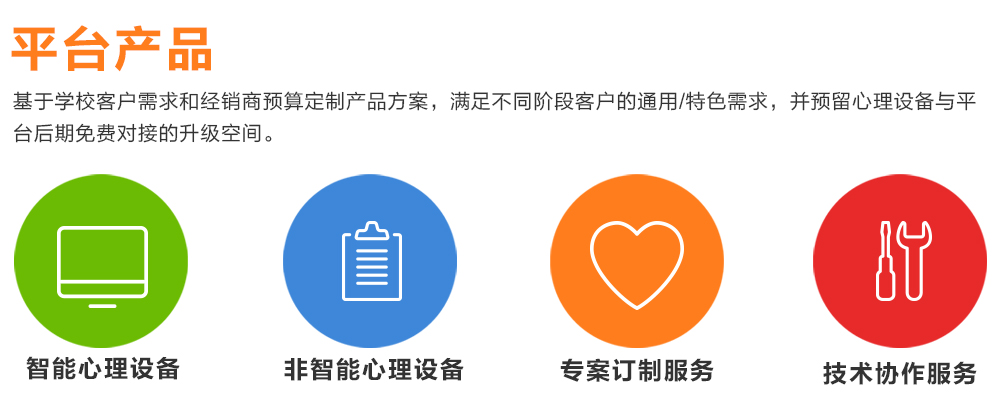 平台产品
基于学校客户需求和经销商预算定制产品方案，满足不同阶段客户的通用/特色需求，并预留心理设备与平
台后期免费对接的升级空间。
智能心理设备
非智能心理设备
专案订制服务
技术协作服务